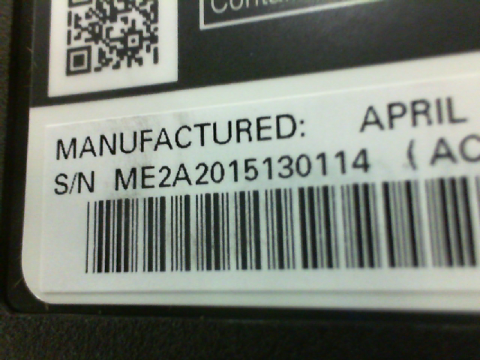 MANUFACTURED: APRIL
S/N ME2A2015130114 ( AC